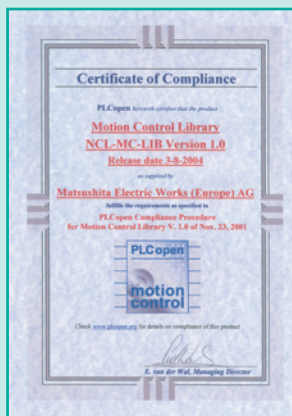 Certificate of Compliance
PLCopen herewith certifies that the product
Motion Control Library
NCL-MC-LIB Version 1.0
Release date 3-8-2004
as supplied by
Matsushita Electric Works (Europe) AG
fulfils the requirements as specified in
PLCopen Compliance Procedure
for Motion Control Library V. 1.0 of Nov. 23, 2001
PLCopen
motion
control
Check www.plcopen.org for details on compliance of this product
E. van der Wal, Managing Director